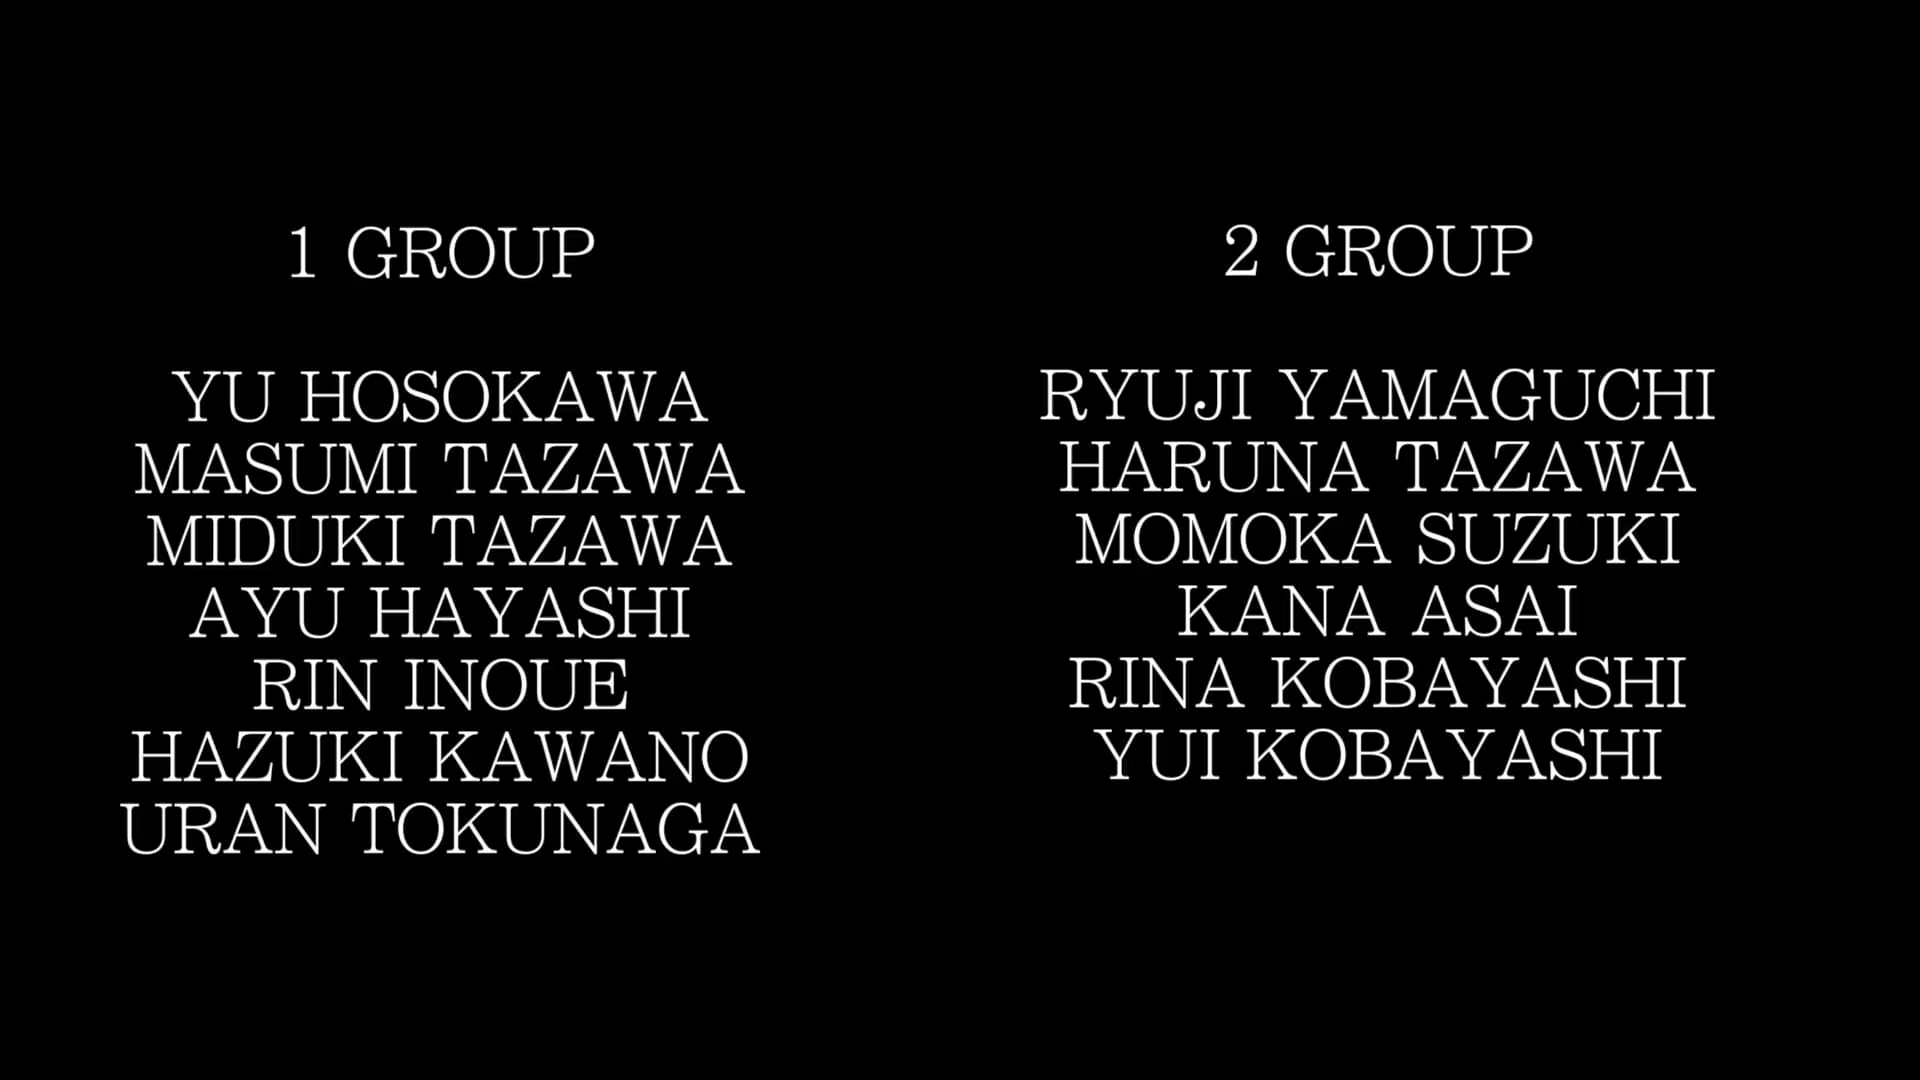 1 GROUP
YU HOSOKAWA
MASUMI TAZAWA
MIDUKI TAZAWA
AYU HAYASHI
RIN INOUE
HAZUKI KAWANO
URAN TOKUNAGA
2 GROUP
RYUJI YAMAGUCHI
HARUNA TAZAWA
MOMOKA SUZUKI
KANA ASAI
RINA KOBAYASHI
YUI KOBAYASHI